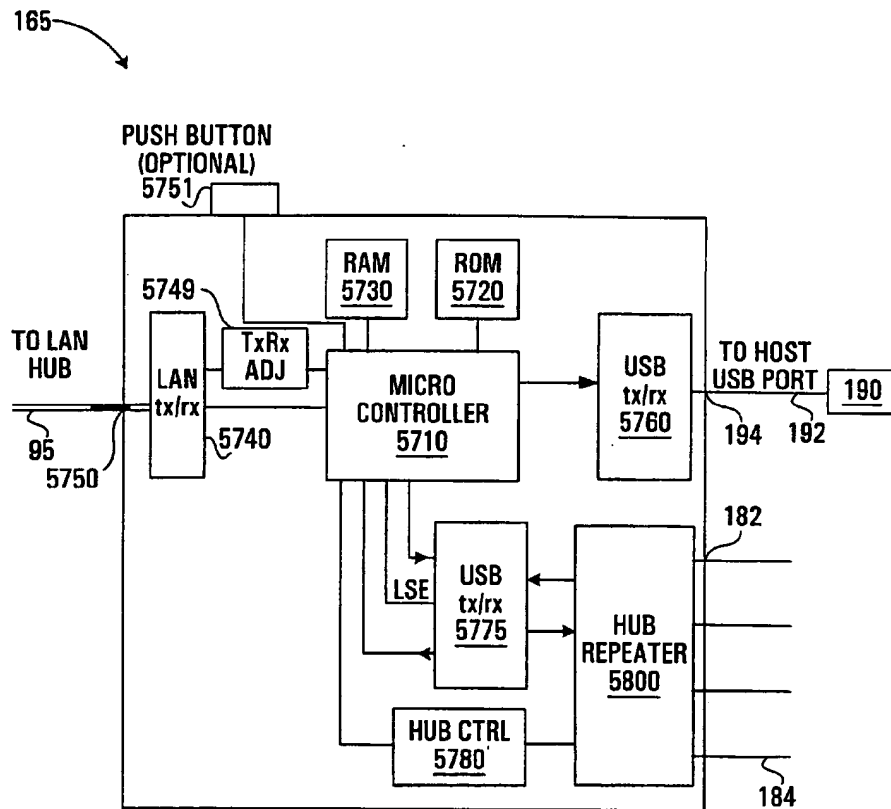 165
PUSH BUTTON
(OPTIONAL)
5751
RAM
5730
ROM
5720
5749
TxRx
ADJ
TO LAN
HUB
LAN
tx/rx
MICRO
CONTROLLER
5710
USB
tx/rx
5760
TO HOST
USB PORT
190
95
5750
5740
194
192
182
LSE
USB
tx/rx
5775
HUB
REPEATER
5800
HUB CTRL
5780'
184